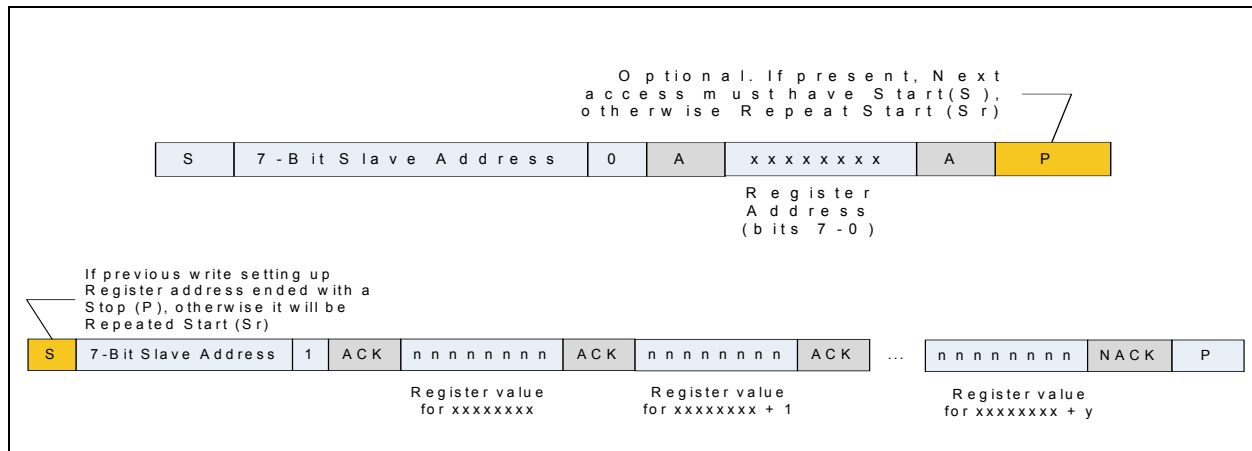 Optional. If present, Next
access must have Start(S),
otherwise Repeat Start (Sr)
S 7-Bit Slave Address 0 A xxxxxxxx A P
Register
Address
(bits 7-0)
If previous write setting up
Register address ended with a
Stop (P), otherwise it will be
Repeated Start (Sr)
S 7-Bit Slave Address 1 ACK nnnnnnnn ACK nnnnnnnn ACK ... nnnnnnnn NACK P
Register value
for xxxxxxxx
Register value
for xxxxxxxx + 1
Register value
for xxxxxxxx + y